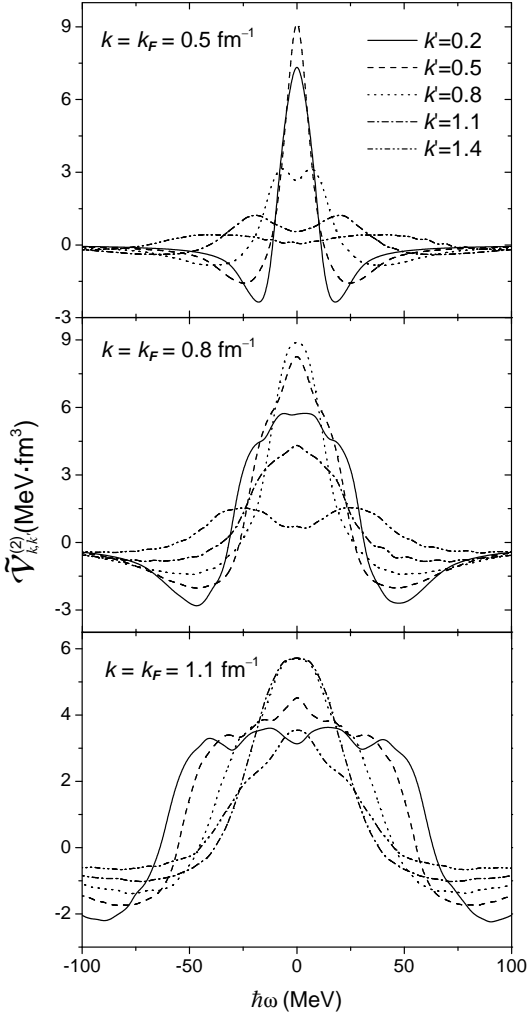 k = k_F = 0.5 fm⁻¹
k'=0.2
k'=0.5
k'=0.8
k'=1.1
k'=1.4
9
6
3
0
-3
k = k_F = 0.8 fm⁻¹
9
6
3
0
-3
Ṽ_{k,k'}^{(2)}(MeV·fm³)
k = k_F = 1.1 fm⁻¹
6
4
2
0
-2
-100 -50 0 50 100
ħω (MeV)